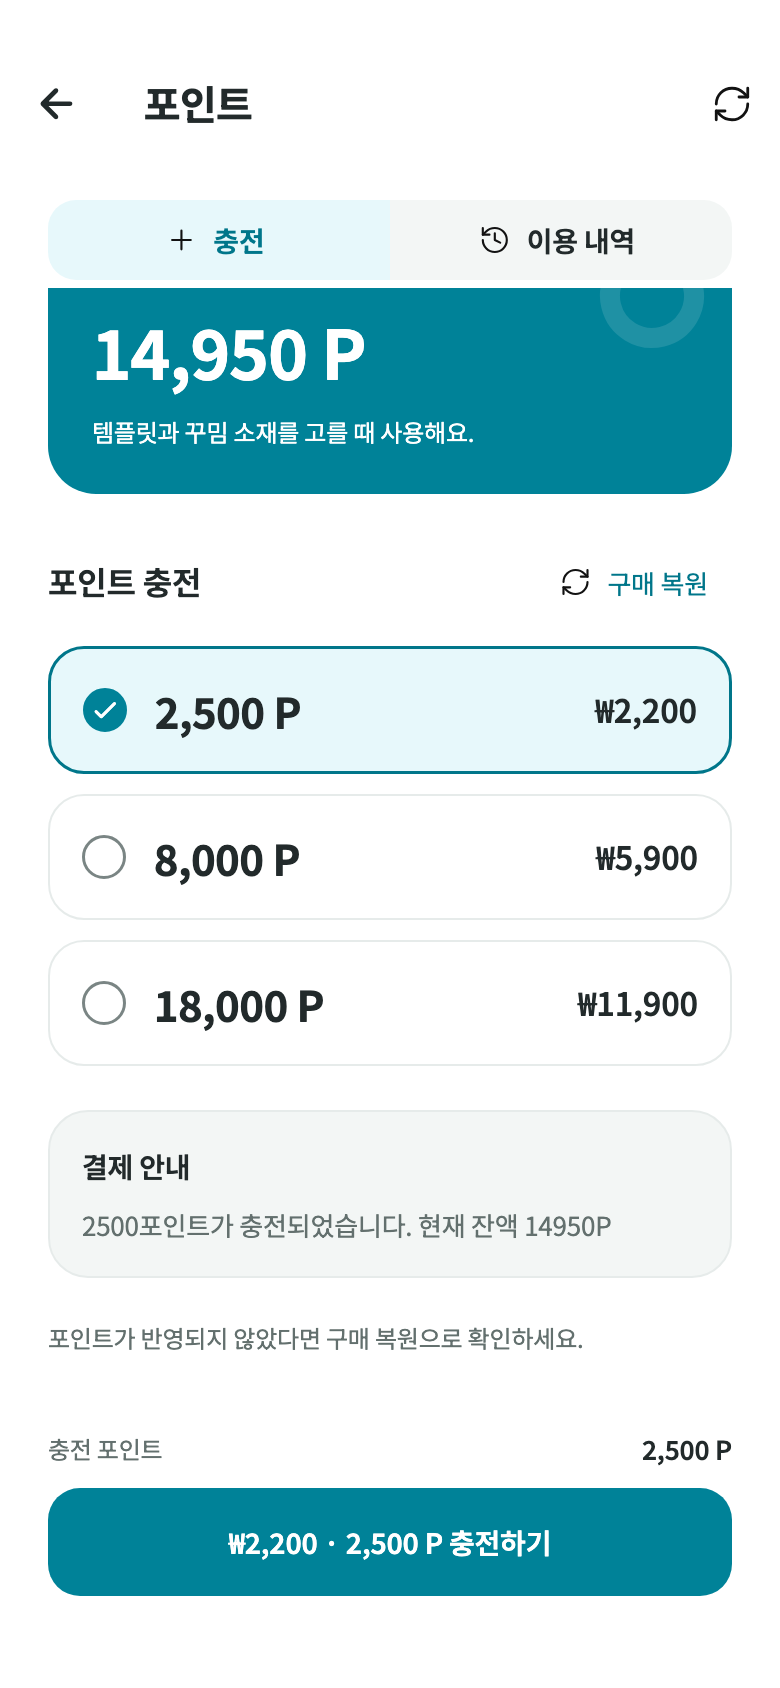 포인트
충전
이용 내역
14,950 P
템플릿과 꾸밈 소재를 고를 때 사용해요.
포인트 충전
구매 복원
2,500 P
₩2,200
8,000 P
₩5,900
18,000 P
₩11,900
결제 안내
2500포인트가 충전되었습니다. 현재 잔액 14950P
포인트가 반영되지 않았다면 구매 복원으로 확인하세요.
충전 포인트
2,500 P
₩2,200 · 2,500 P 충전하기